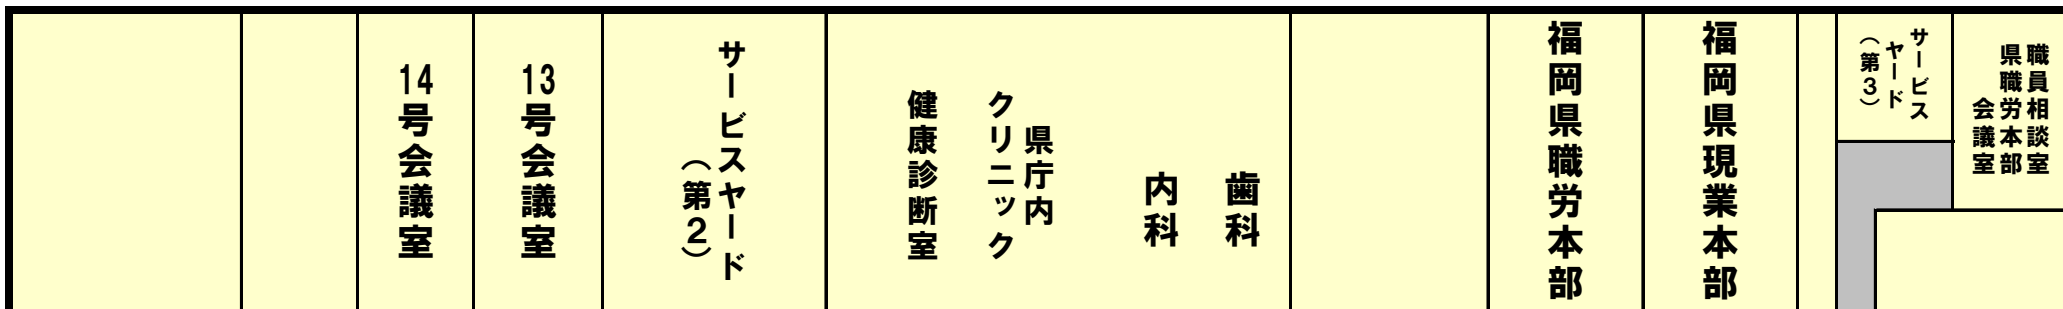 14号会議室
13号会議室
サービスヤード
（第２）
歯科
内科
県庁内
クリニック
健康診断室
福岡県職労本部
福岡県現業本部
サービス
ヤード
（第３）
職員相談室
県職労本部
会議室